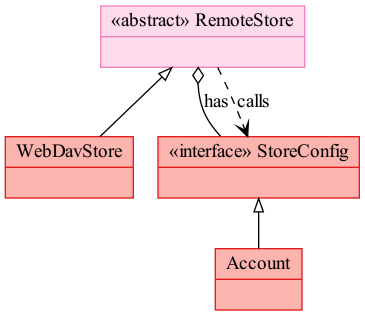 «abstract» RemoteStore
has calls
WebDavStore
«interface» StoreConfig
Account